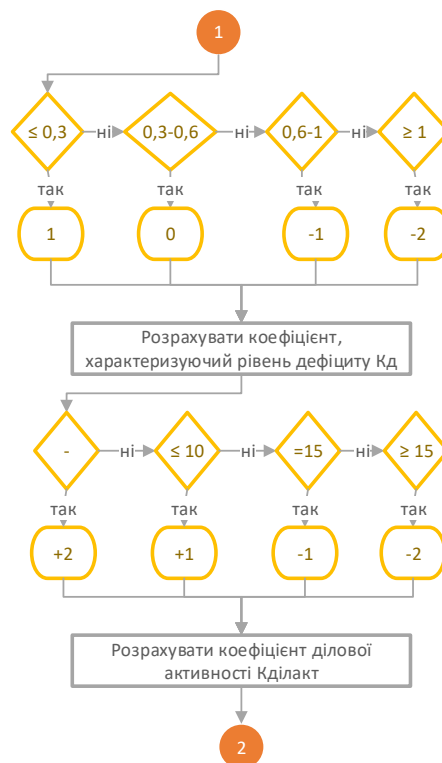 1
≤ 0,3 ні 0,3-0,6 ні 0,6-1 ні ≥ 1
так так так так
1 0 -1 -2
Розрахувати коефіцієнт,
характеризуючий рівень дефіциту Кд
- ні ≤ 10 ні =15 ні ≥ 15
так так так так
+2 +1 -1 -2
Розрахувати коефіцієнт ділової
активності Кділакт
2